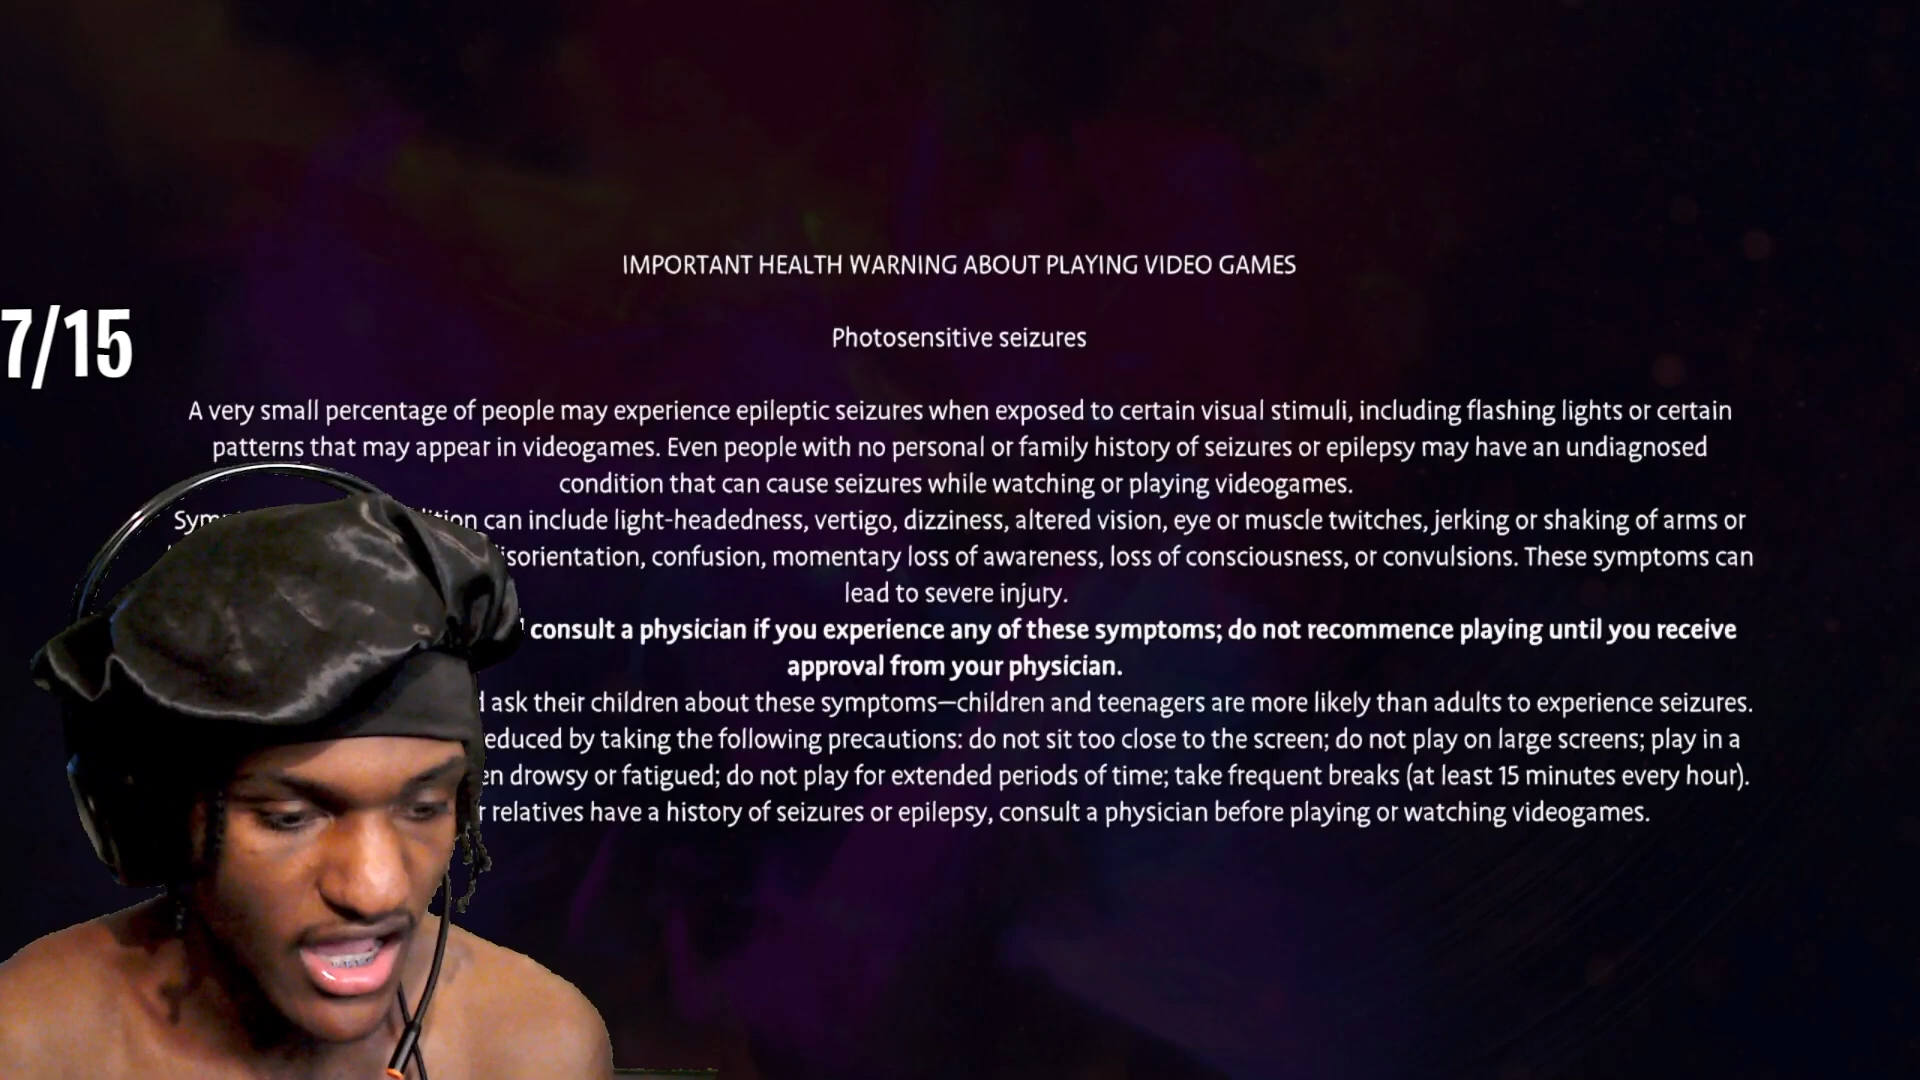 IMPORTANT HEALTH WARNING ABOUT PLAYING VIDEO GAMES
7/15
Photosensitive seizures
A very small percentage of people may experience epileptic seizures when exposed to certain visual stimuli, including flashing lights or certain
patterns that may appear in videogames. Even people with no personal or family history of seizures or epilepsy may have an undiagnosed
condition that can cause seizures while watching or playing videogames.
can include light-headedness, vertigo, dizziness, altered vision, eye or muscle twitches, jerking or shaking of arms or
isorientation, confusion, momentary loss of awareness, loss of consciousness, or convulsions. These symptoms can
lead to severe injury.
consult a physician if you experience any of these symptoms; do not recommence playing until you receive
approval from your physician.
ask their children about these symptoms—children and teenagers are more likely than adults to experience seizures.
educed by taking the following precautions: do not sit too close to the screen; do not play on large screens; play in a
en drowsy or fatigued; do not play for extended periods of time; take frequent breaks (at least 15 minutes every hour).
relatives have a history of seizures or epilepsy, consult a physician before playing or watching videogames.